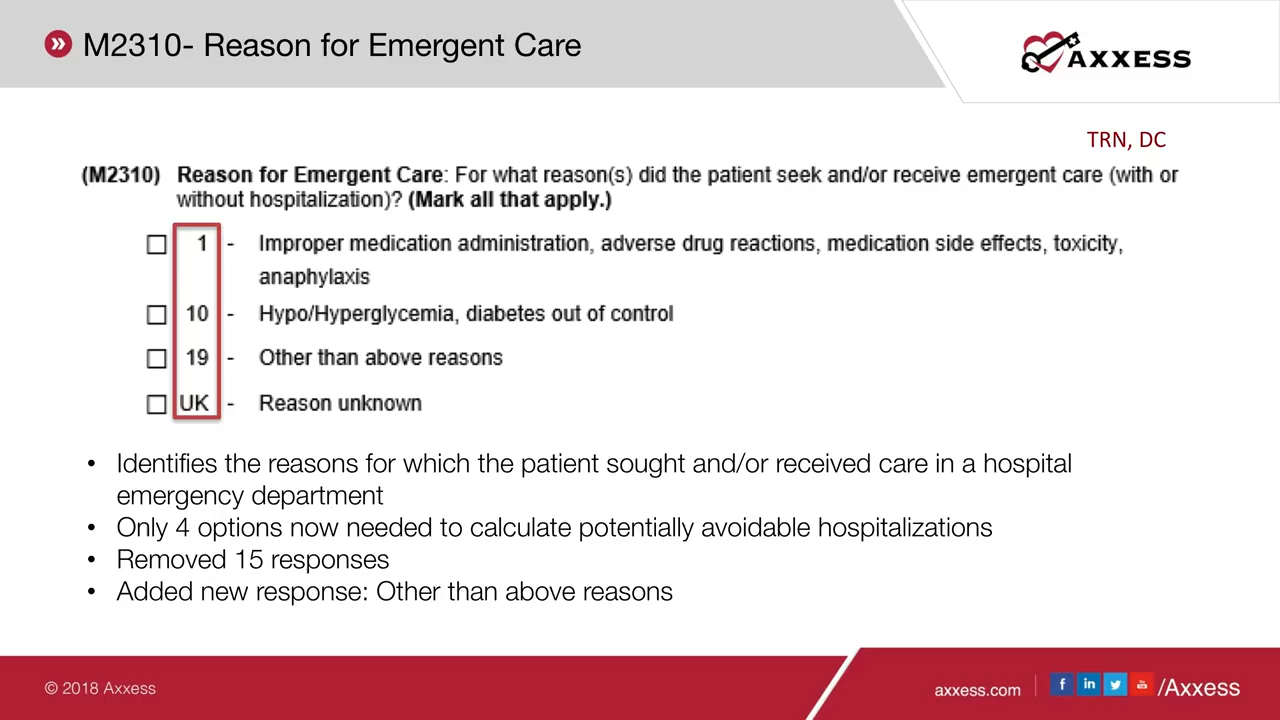 M2310- Reason for Emergent Care
AXXESS
TRN, DC
(M2310) Reason for Emergent Care: For what reason(s) did the patient seek and/or receive emergent care (with or
without hospitalization)? (Mark all that apply.)
1 - Improper medication administration, adverse drug reactions, medication side effects, toxicity,
anaphylaxis
10 - Hypo/Hyperglycemia, diabetes out of control
19 - Other than above reasons
UK - Reason unknown
• Identifies the reasons for which the patient sought and/or received care in a hospital
emergency department
• Only 4 options now needed to calculate potentially avoidable hospitalizations
• Removed 15 responses
• Added new response: Other than above reasons
© 2018 Axxess
axxess.com
/Axxess